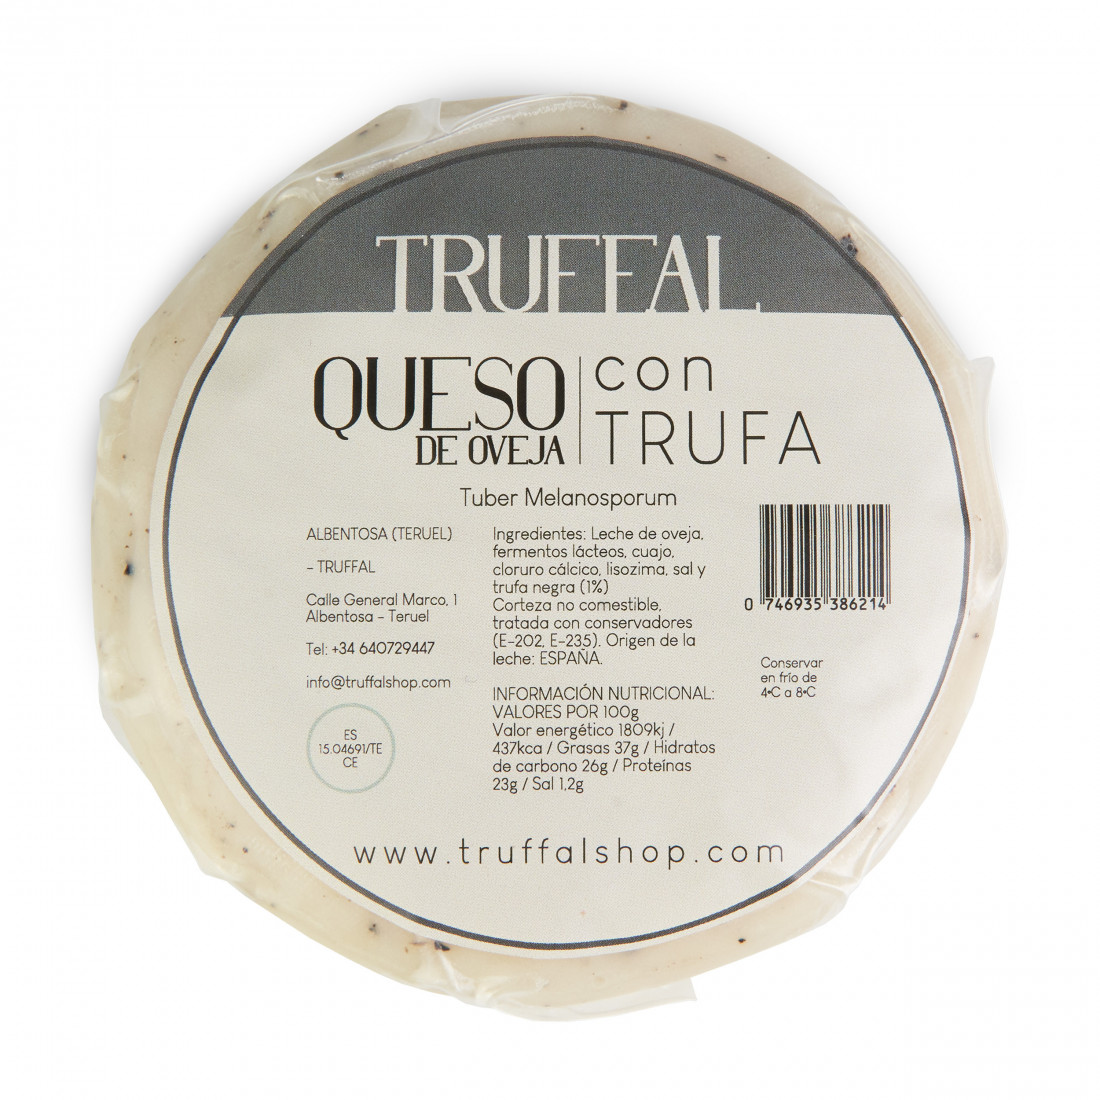 TRUFFAL
QUESO
DE OVEJA
con
TRUFA
Tuber Melanosporum
ALBENTOSA (TERUEL)
- TRUFFAL
Calle General Marco, 1
Albentosa - Teruel
Tel: +34 640729447
info@truffalshop.com
ES
15.04691/TE
CE
Ingredientes: Leche de oveja,
fermentos lácteos, cuajo,
cloruro cálcico, lisozima, sal y
trufa negra (1%)
Corteza no comestible,
tratada con conservadores
(E-202, E-235). Origen de la
leche: ESPAÑA.
INFORMACIÓN NUTRICIONAL:
VALORES POR 100g
Valor energético 1809kj /
437kca / Grasas 37g / Hidratos
de carbono 26g / Proteínas
23g / Sal 1,2g
0 746935 386214
Conservar
en frío de
4ºC a 8ºC
www.truffalshop.com